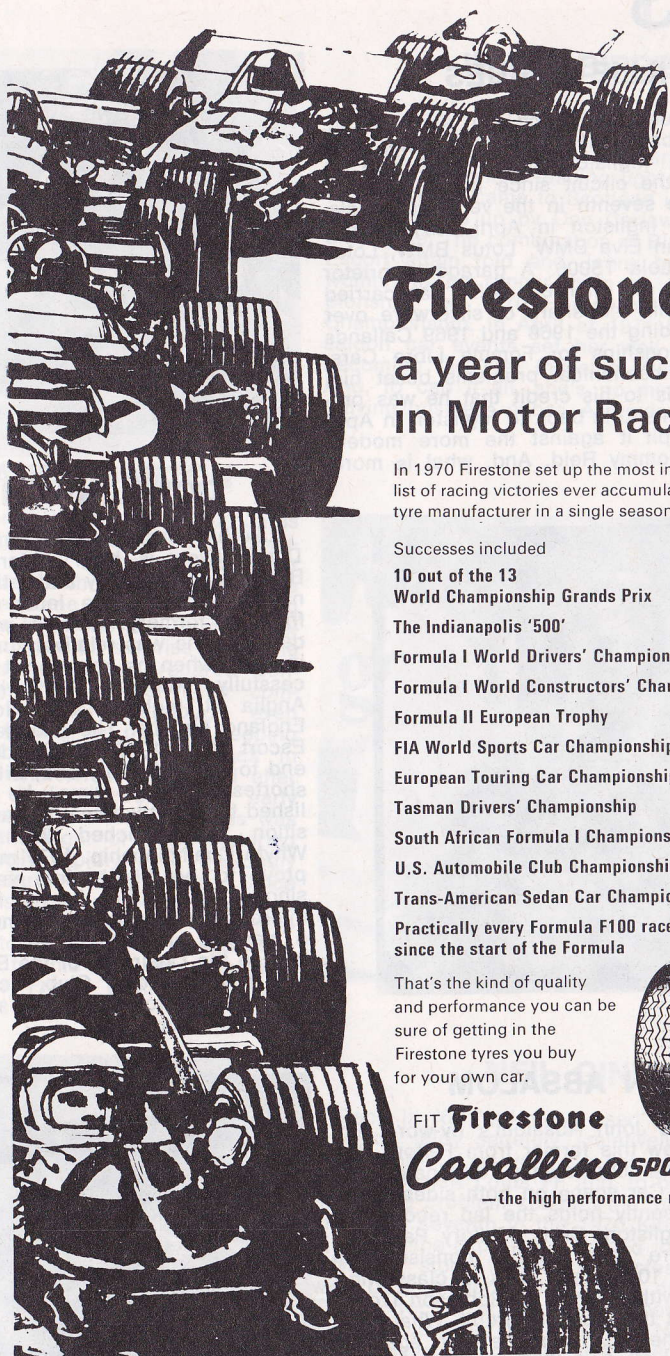 Firestone
a year of suc
in Motor Rac
In 1970 Firestone set up the most in
list of racing victories ever accumula
tyre manufacturer in a single season
Successes included
10 out of the 13
World Championship Grands Prix
The Indianapolis '500'
Formula I World Drivers' Champion
Formula I World Constructors' Cha
Formula II European Trophy
FIA World Sports Car Championship
European Touring Car Championshi
Tasman Drivers' Championship
South African Formula I Champions
U.S. Automobile Club Championshi
Trans-American Sedan Car Champio
Practically every Formula F100 race
since the start of the Formula
That's the kind of quality
and performance you can be
sure of getting in the
Firestone tyres you buy
for your own car.
FIT Firestone
Cavallino SPO
—the high performance